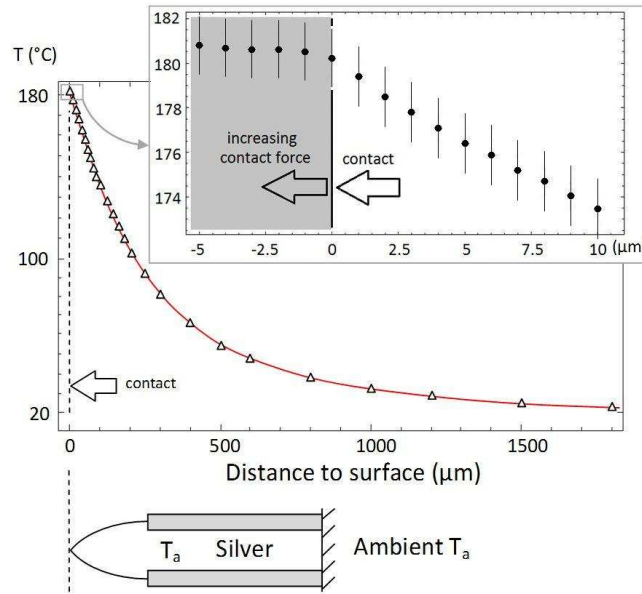 182
180
178
176
174
increasing
contact force
contact
-5
-2.5
0
2.5
5
7.5
10
(μm)
T (°C)
180
100
20
contact
0
500
1000
1500
Distance to surface (μm)
Ta
Silver
Ambient Ta